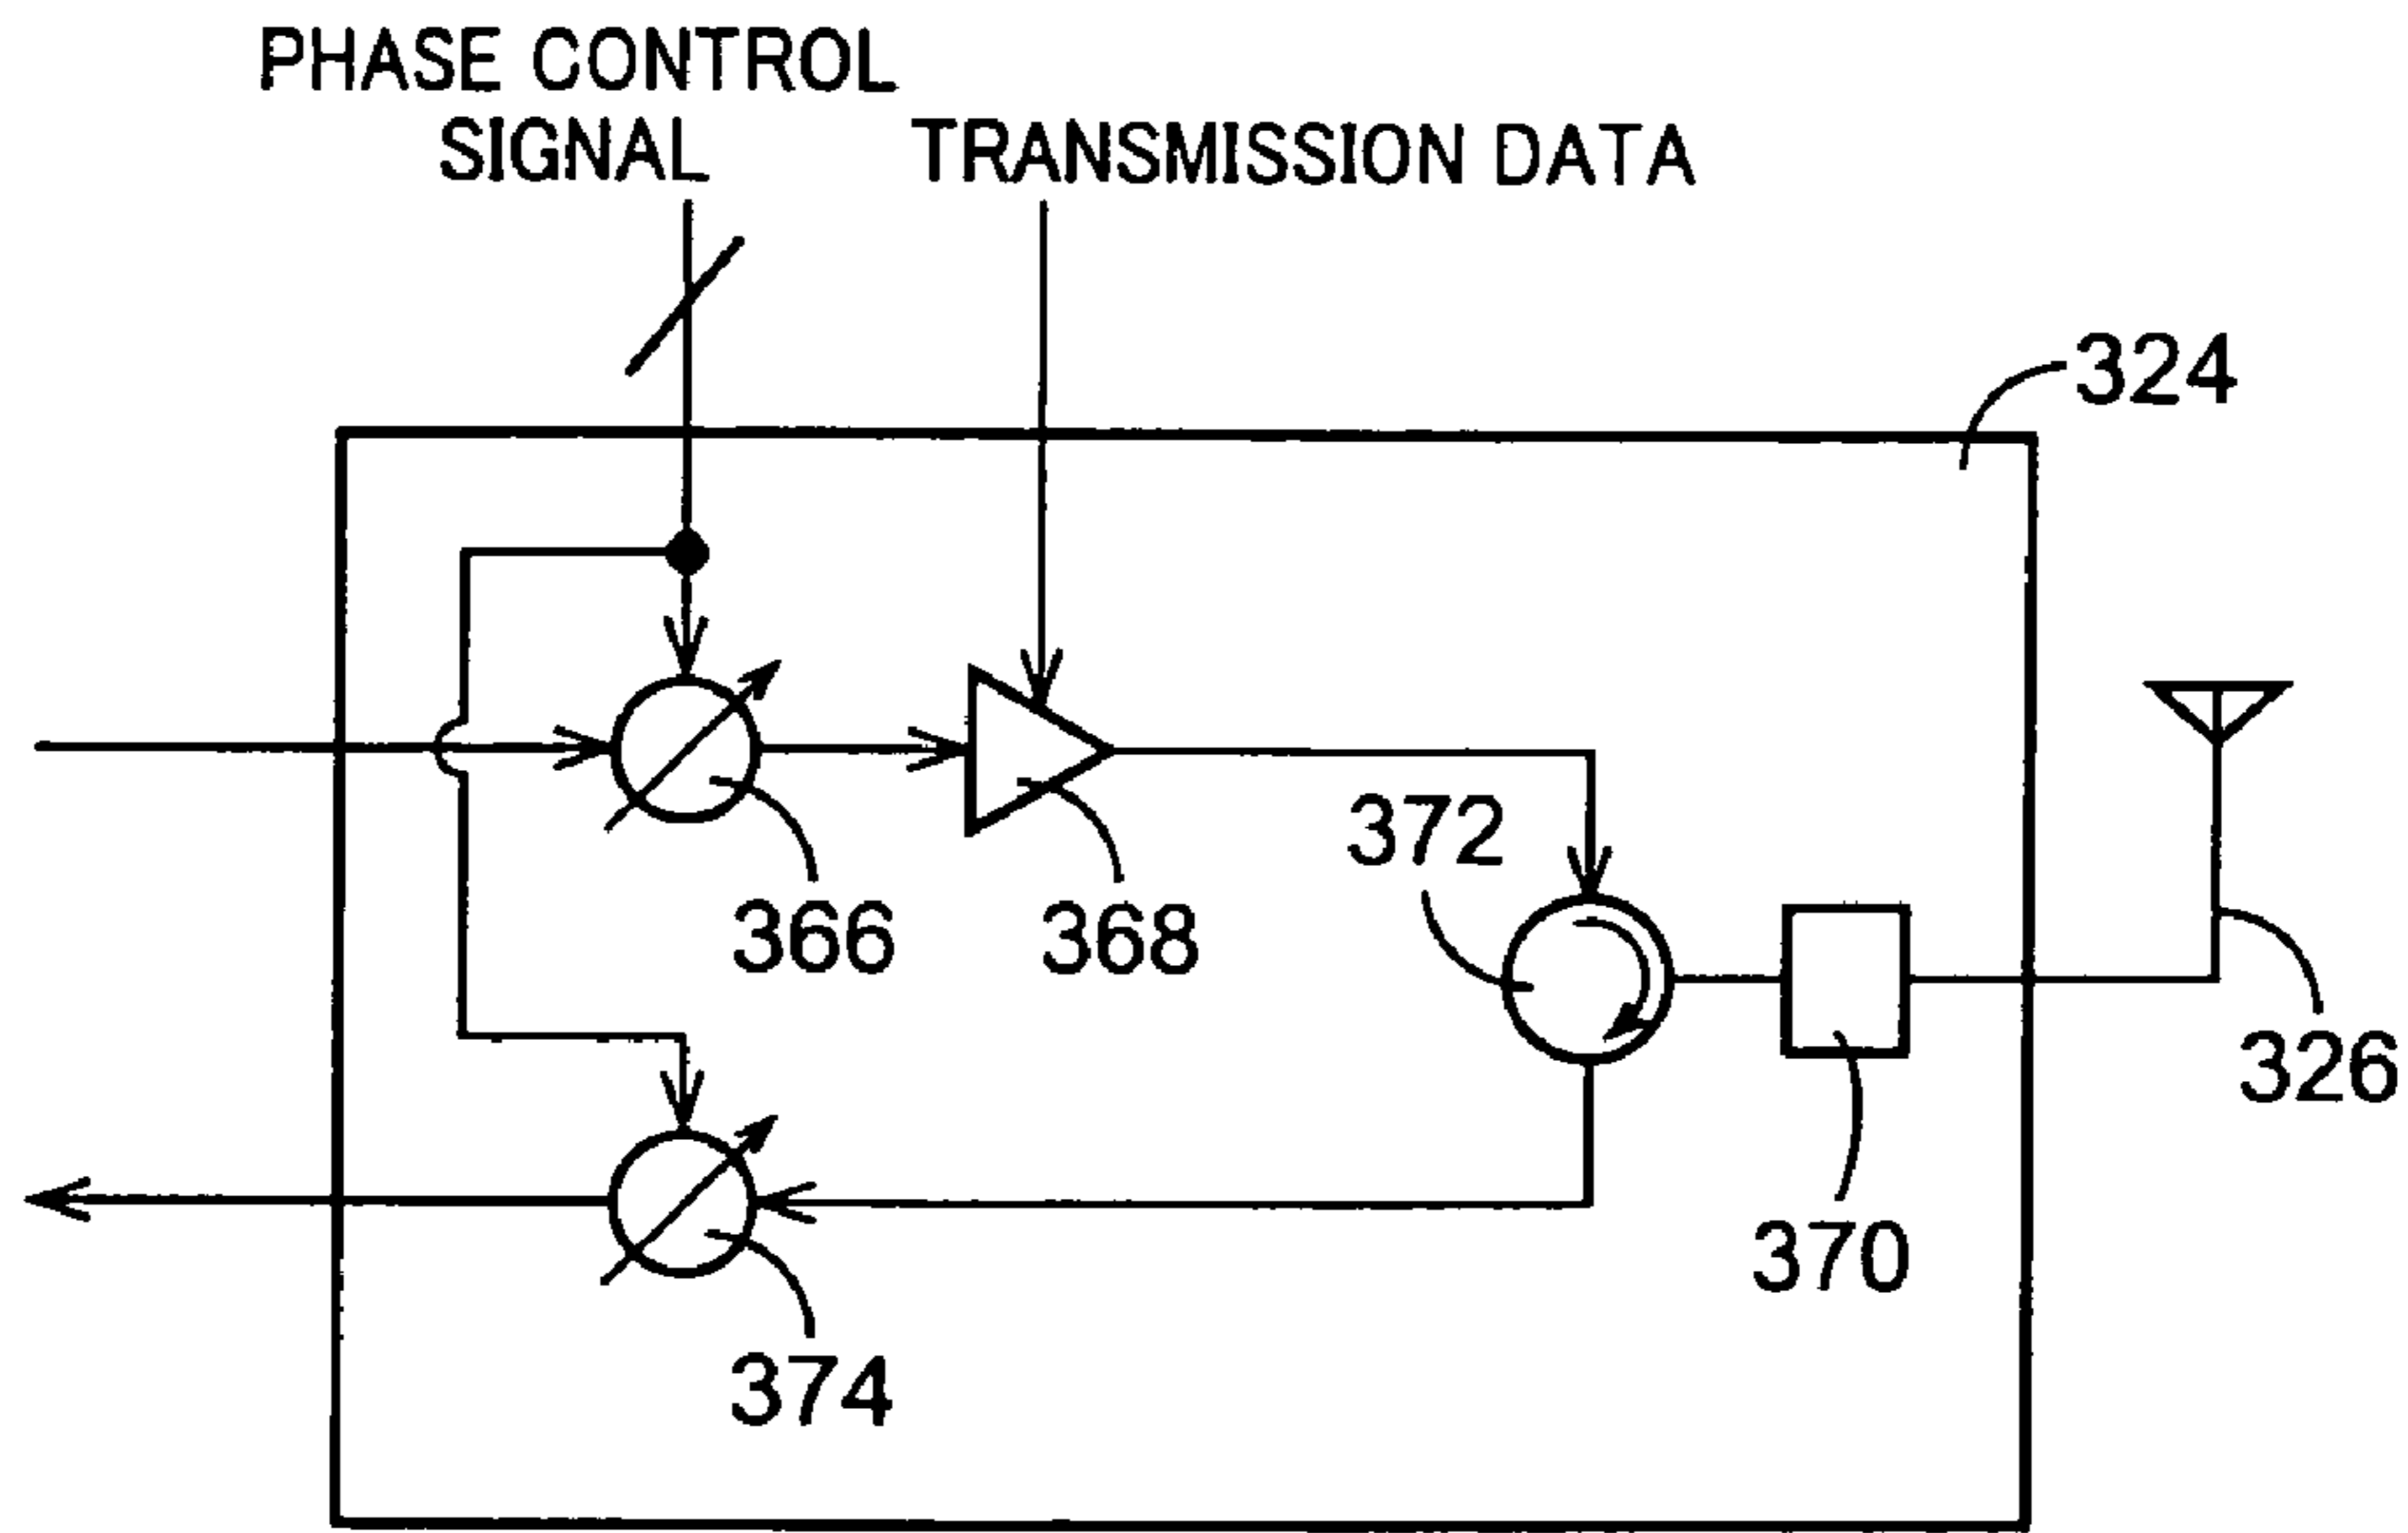 PHASE CONTROL
SIGNAL
TRANSMISSION DATA
324
372
366
368
326
370
374